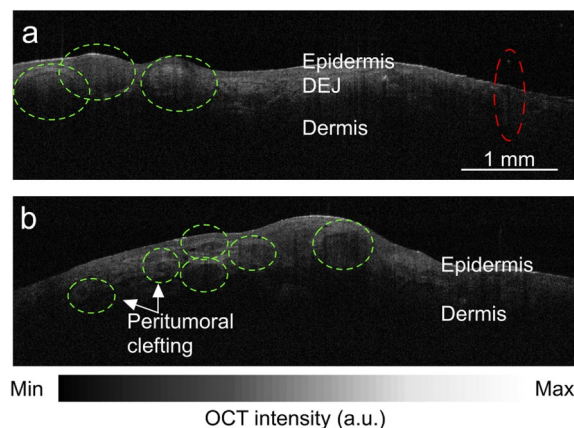 a
Epidermis
DEJ
Dermis
1 mm
b
Epidermis
Peritumoral
clefting
Dermis
Min
Max
OCT intensity (a.u.)